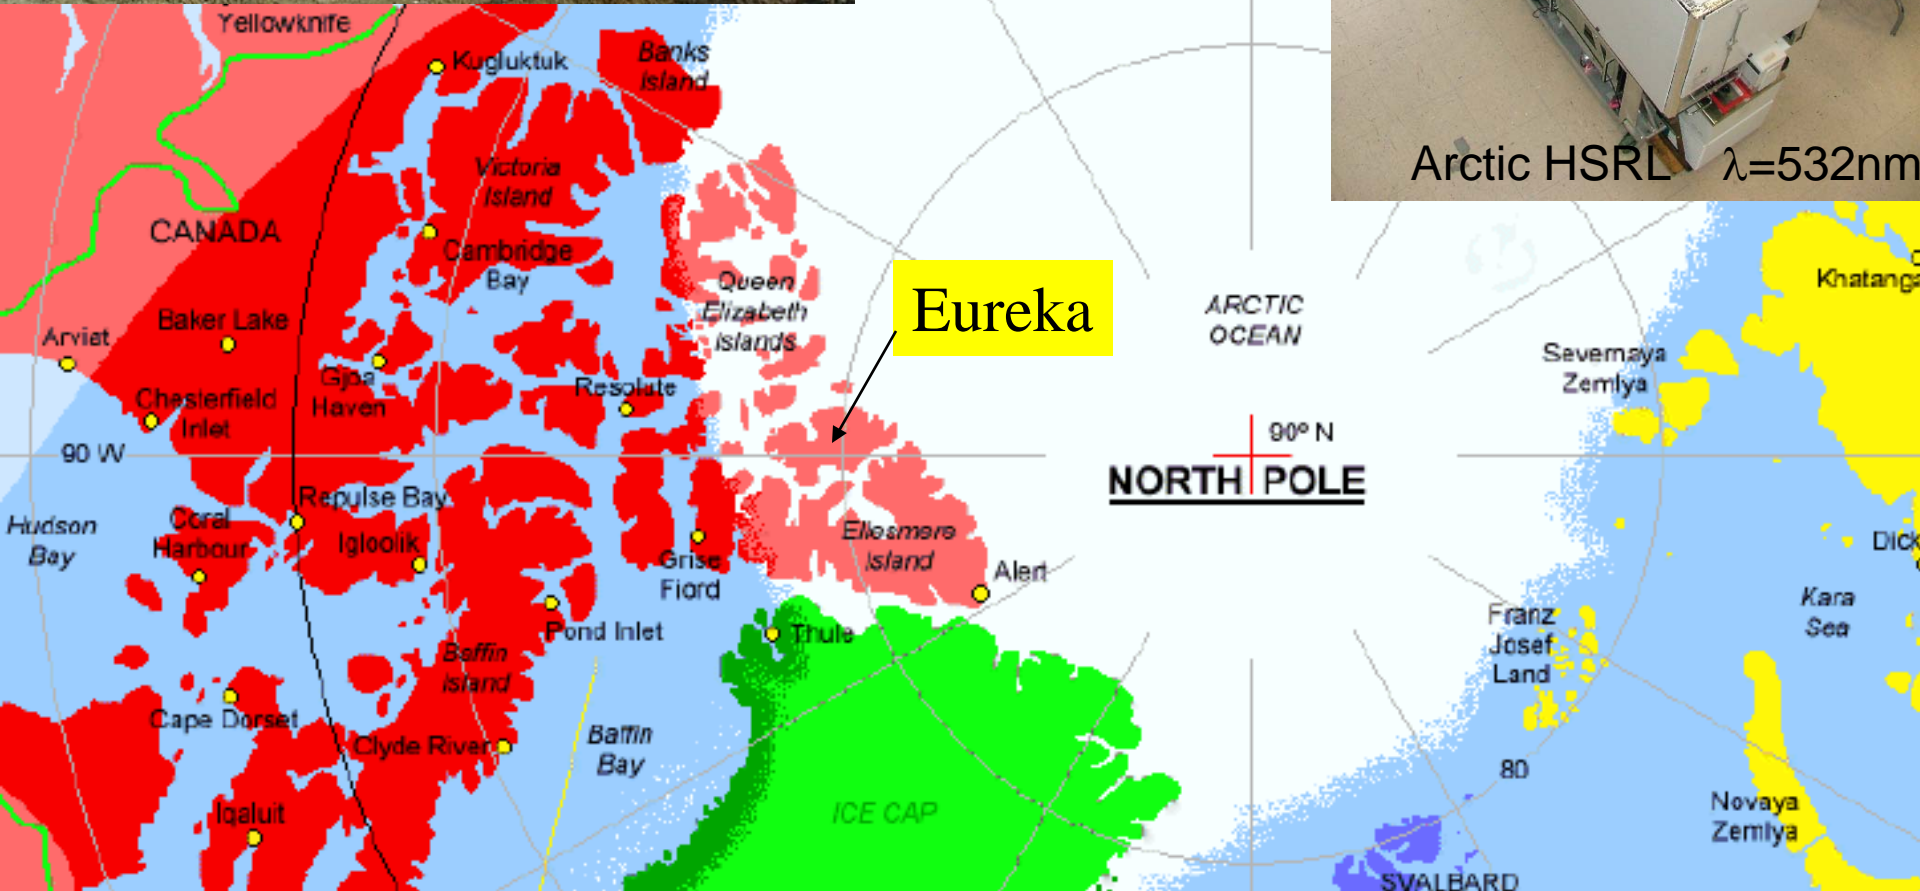 Yellowknife
Kugluktuk
Banks
Island
Arctic HSRL λ=532nm
Victoria
Island
CANADA
Cambridge
Bay
Queen
Elizabeth
Islands
Eureka
ARCTIC
OCEAN
Khatanga
Baker Lake
Arviat
Severnaya
Zemlya
Gjoa
Haven
Resolute
Chesterfield
Inlet
90 W
90º N
NORTH POLE
Repulse Bay
Coral
Harbour
Hudson
Bay
Igloolik
Ellesmere
Island
Grise
Fiord
Alert
Dick
Kara
Sea
Franz
Josef
Land
Pond Inlet
Thule
Baffin
Island
Cape Dorset
Clyde River
Baffin
Bay
80
ICE CAP
Iqaluit
Novaya
Zemlya
SVALBARD